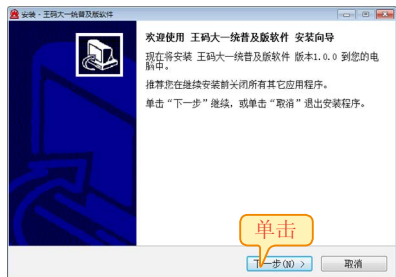 安装 - 王码大一统普及版软件
欢迎使用 王码大一统普及版软件 安装向导
现在将安装 王码大一统普及版软件 版本1.0.0 到您的电
脑中。
推荐您在继续安装前关闭所有其它应用程序。
单击“下一步”继续，或单击“取消”退出安装程序。
单击
下一步(N) >
取消